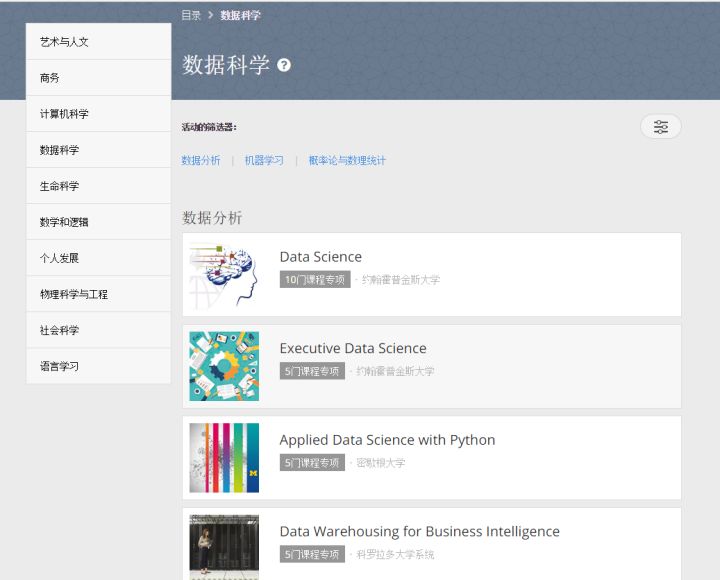 目录 > 数据科学
艺术与人文
商务
计算机科学
数据科学
生命科学
数学和逻辑
个人发展
物理科学与工程
社会科学
语言学习
数据科学 ?
活动的筛选器：
数据分析 | 机器学习 | 概率论与数理统计
数据分析
Data Science
10门课程专项 · 约翰霍普金斯大学
Executive Data Science
5门课程专项 · 约翰霍普金斯大学
Applied Data Science with Python
5门课程专项 · 密歇根大学
M
Data Warehousing for Business Intelligence
5门课程专项 · 科罗拉多大学系统